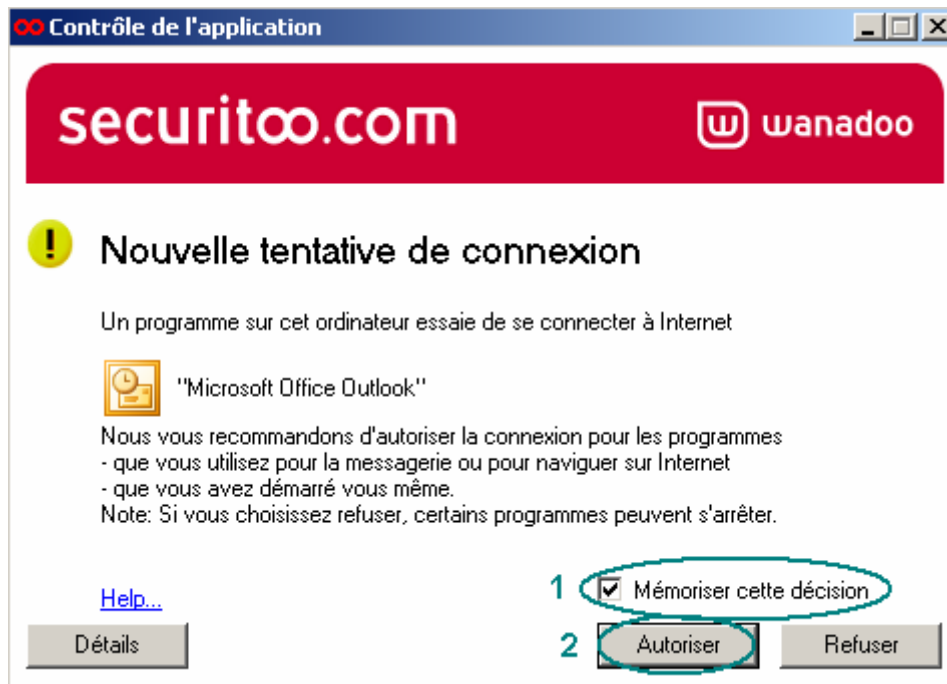 Contrôle de l'application
securitoo.com
wanadoo
Nouvelle tentative de connexion
Un programme sur cet ordinateur essaie de se connecter à Internet
"Microsoft Office Outlook"
Nous vous recommandons d'autoriser la connexion pour les programmes
- que vous utilisez pour la messagerie ou pour naviguer sur Internet
- que vous avez démarré vous même.
Note: Si vous choisissez refuser, certains programmes peuvent s'arrêter.
1 Mémoriser cette décision
Help...
Détails 2 Autoriser Refuser